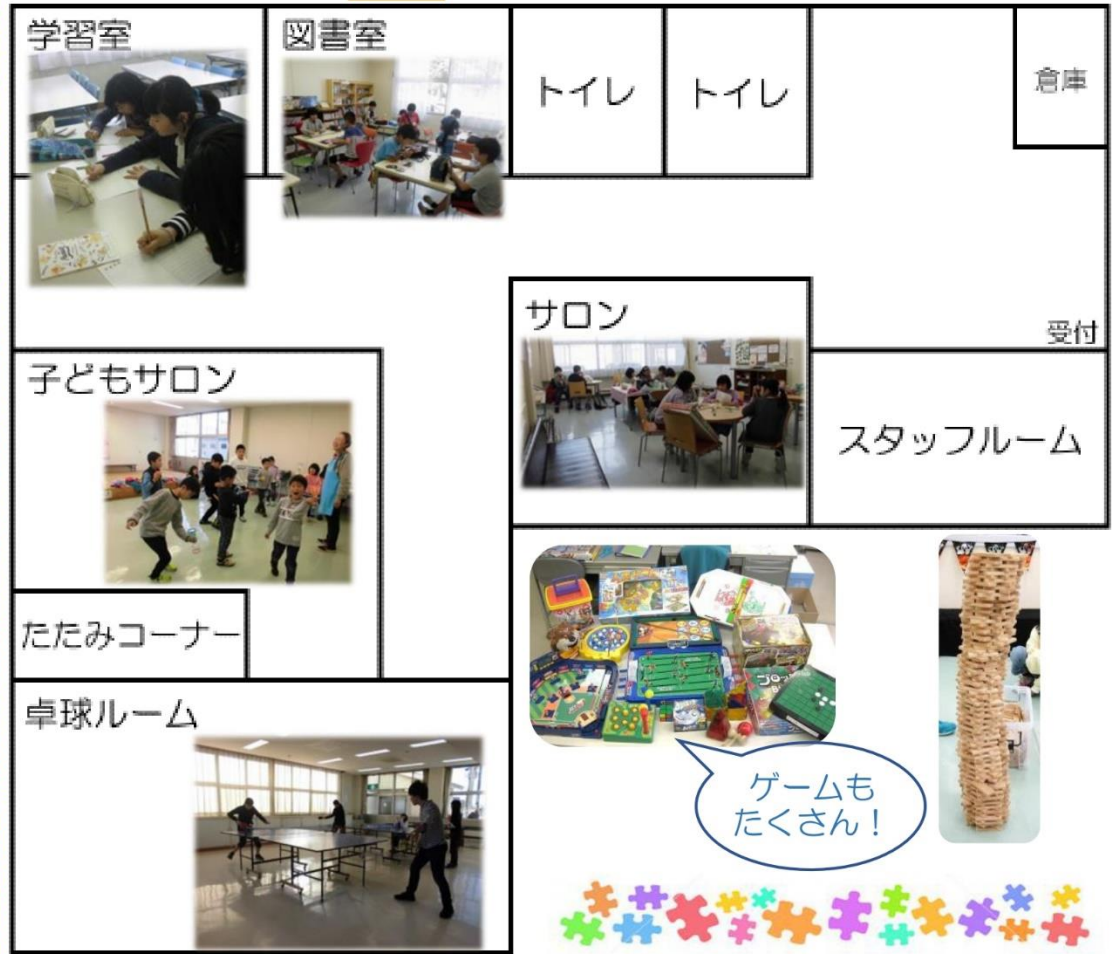 学習室
図書室
トイレ
トイレ
倉庫
受付
サロン
子どもサロン
スタッフルーム
たたみコーナー
卓球ルーム
ゲームも
たくさん！